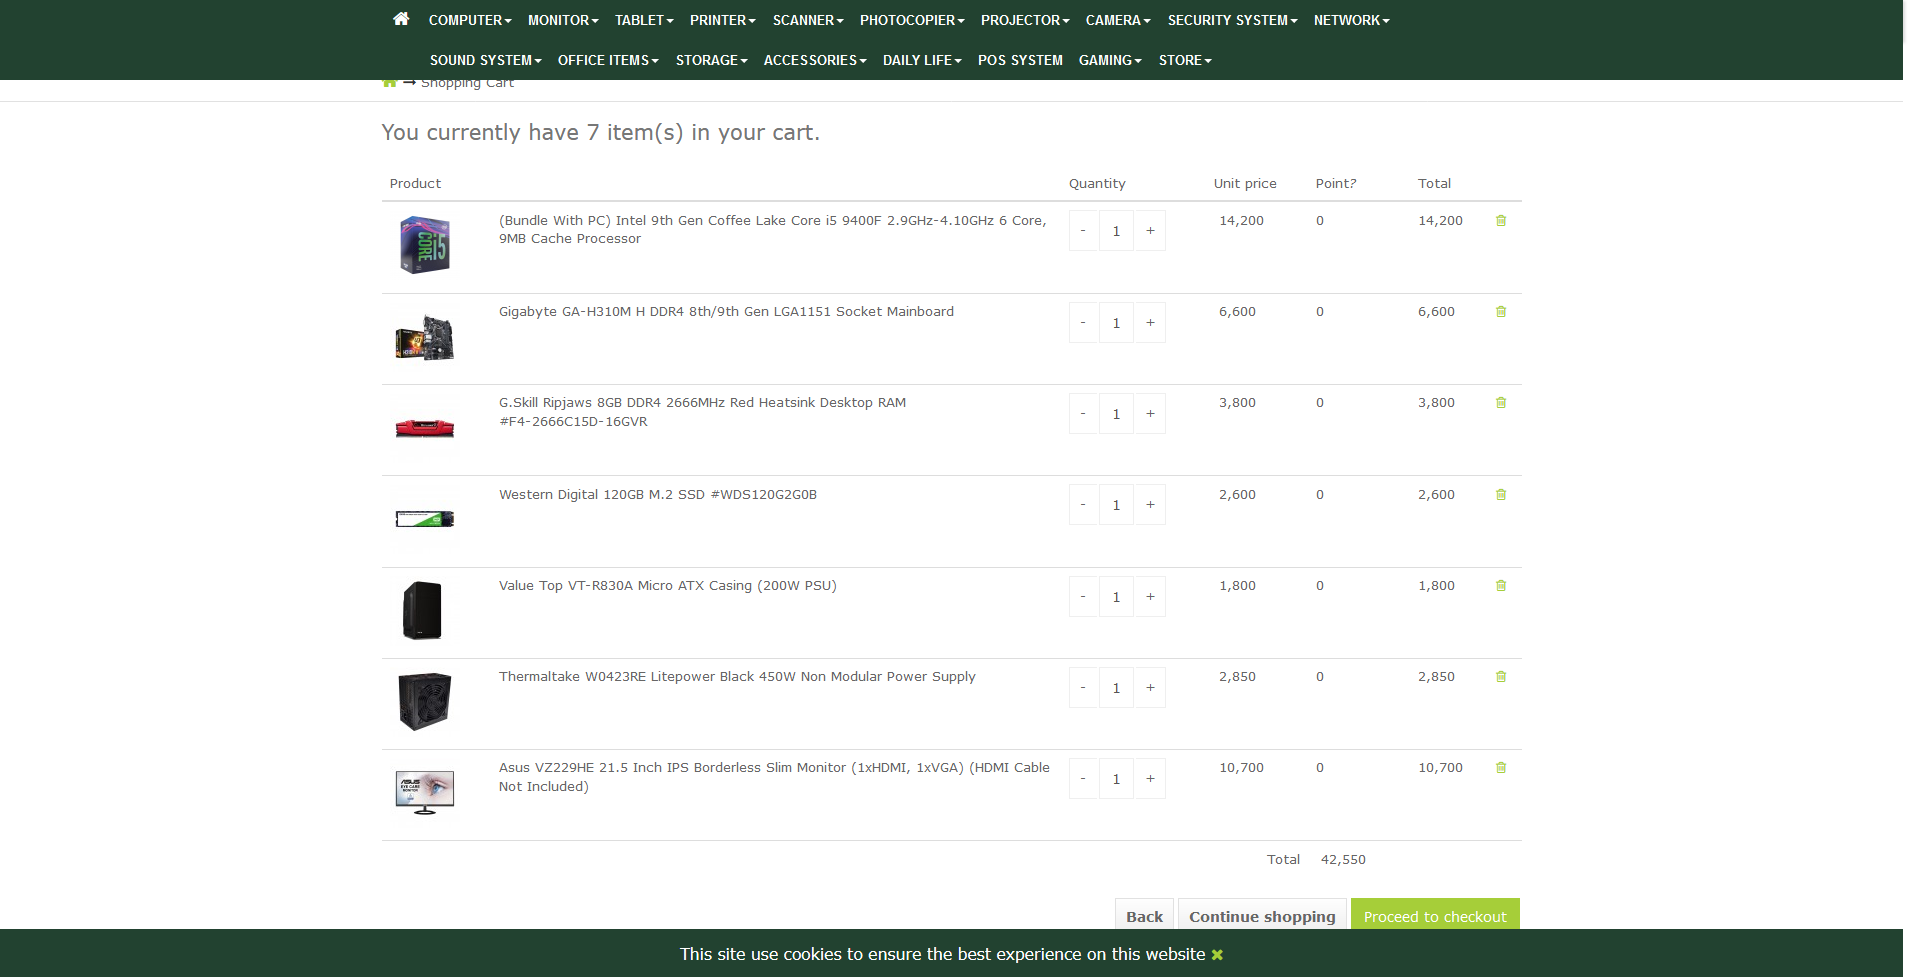 COMPUTER MONITOR TABLET PRINTER SCANNER PHOTOCOPIER PROJECTOR CAMERA SECURITY SYSTEM NETWORK
SOUND SYSTEM OFFICE ITEMS STORAGE ACCESSORIES DAILY LIFE POS SYSTEM GAMING STORE
Shopping Cart
You currently have 7 item(s) in your cart.
Product Quantity Unit price Point? Total
(Bundle With PC) Intel 9th Gen Coffee Lake Core i5 9400F 2.9GHz-4.10GHz 6 Core, - 1 + 14,200 0 14,200
9MB Cache Processor
CORE i5
Gigabyte GA-H310M H DDR4 8th/9th Gen LGA1151 Socket Mainboard - 1 + 6,600 0 6,600
G.Skill Ripjaws 8GB DDR4 2666MHz Red Heatsink Desktop RAM - 1 + 3,800 0 3,800
#F4-2666C15D-16GVR
Western Digital 120GB M.2 SSD #WDS120G2G0B - 1 + 2,600 0 2,600
Value Top VT-R830A Micro ATX Casing (200W PSU) - 1 + 1,800 0 1,800
Thermaltake W0423RE Litepower Black 450W Non Modular Power Supply - 1 + 2,850 0 2,850
Asus VZ229HE 21.5 Inch IPS Borderless Slim Monitor (1xHDMI, 1xVGA) (HDMI Cable - 1 + 10,700 0 10,700
Not Included)
ASUS
EYE CARE
MONITOR
Total 42,550
Back Continue shopping Proceed to checkout
This site use cookies to ensure the best experience on this website